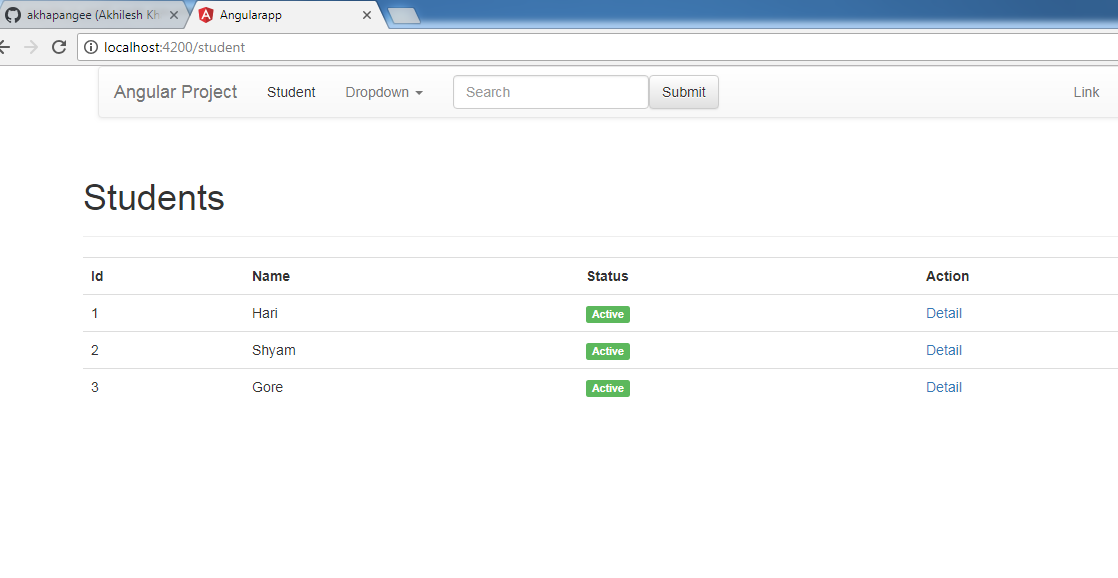 akhapangee (Akhilesh Kh
Angularapp
localhost:4200/student
Angular Project Student Dropdown Search Submit Link
Students
Id Name Status Action
1 Hari Active Detail
2 Shyam Active Detail
3 Gore Active Detail